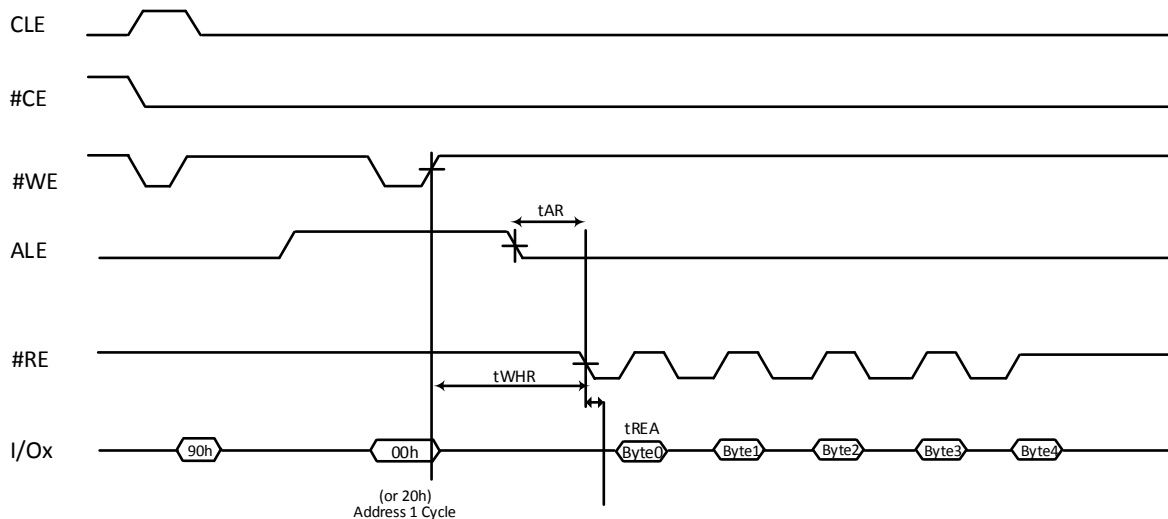 CLE
#CE
#WE
tAR
ALE
#RE
tWHR
tREA
I/Ox 90h 00h Byte0 Byte1 Byte2 Byte3 Byte4
(or 20h)
Address 1 Cycle